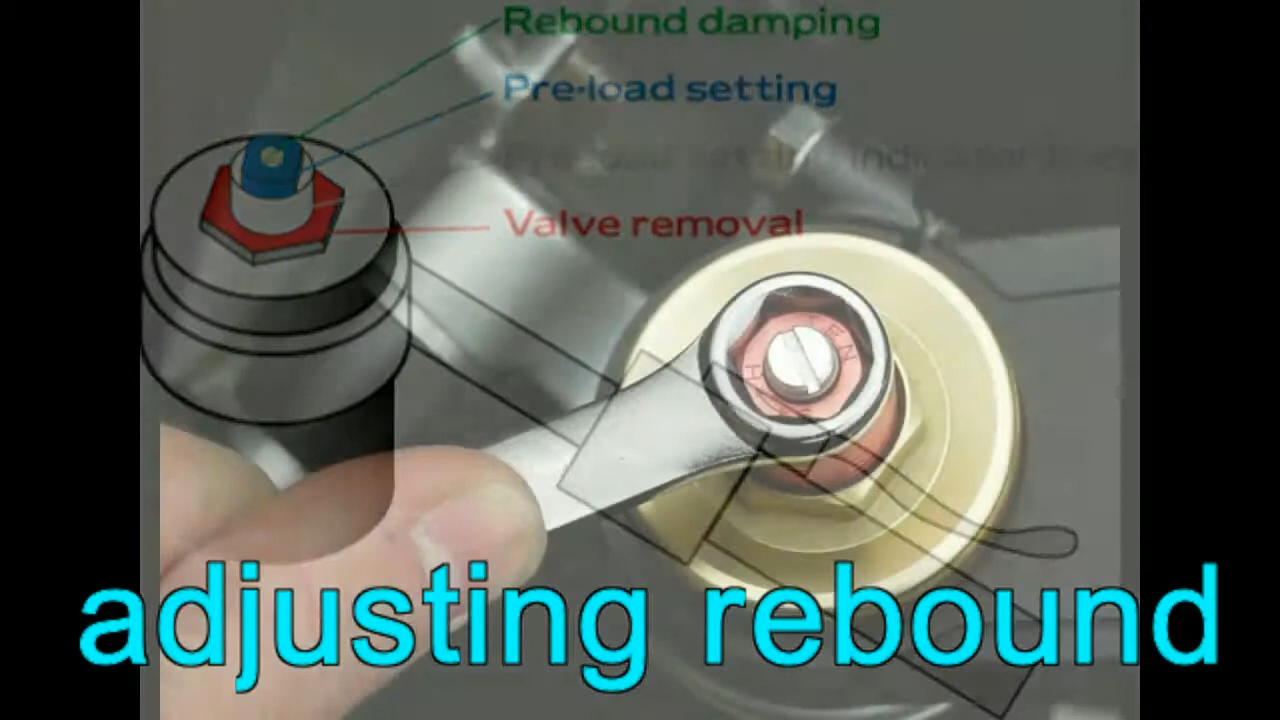 Rebound damping
Pre-load setting
Valve removal
adjusting rebound